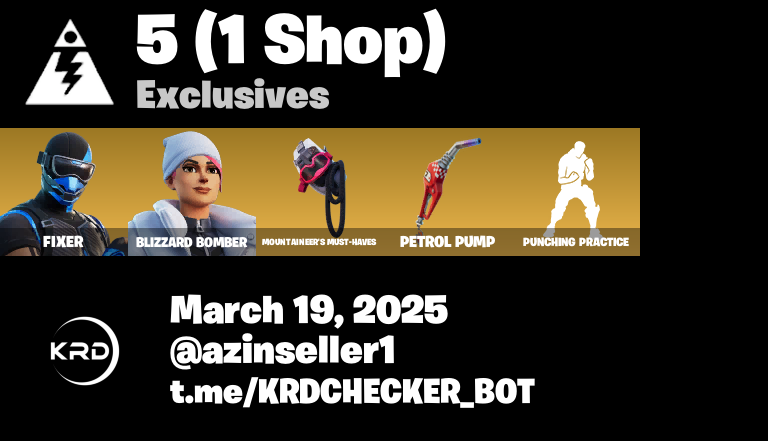 5 (1 Shop)
Exclusives
FIXER
BLIZZARD BOMBER
MOUNTAINEER'S MUST-HAVES
PETROL PUMP
PUNCHING PRACTICE
March 19, 2025
KRD
@azinseller1
t.me/KRDCHECKER_BOT